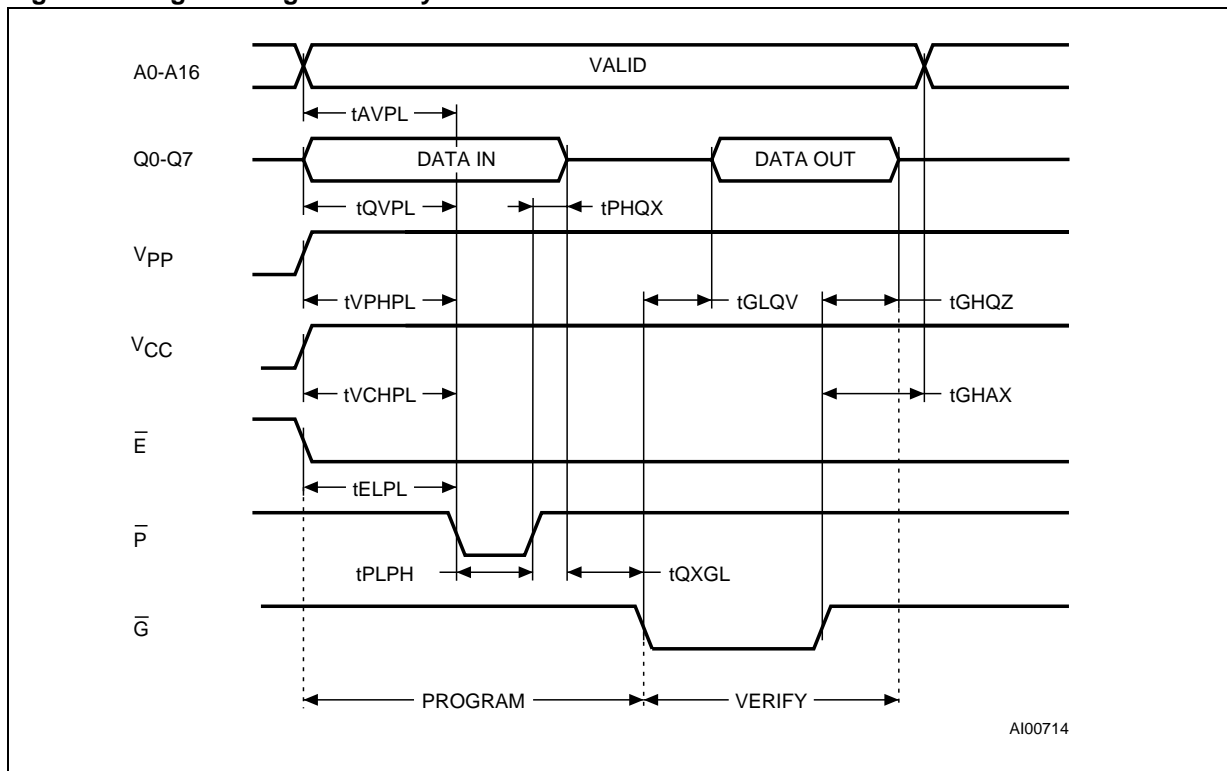 A0-A16
VALID
tAVPL
Q0-Q7
DATA IN
DATA OUT
tQVPL
tPHQX
VPP
tVPHPL
tGLQV
tGHQZ
VCC
tVCHPL
tGHAX
E̅
tELPL
P̅
tPLPH
tQXGL
G̅
PROGRAM
VERIFY
AI00714